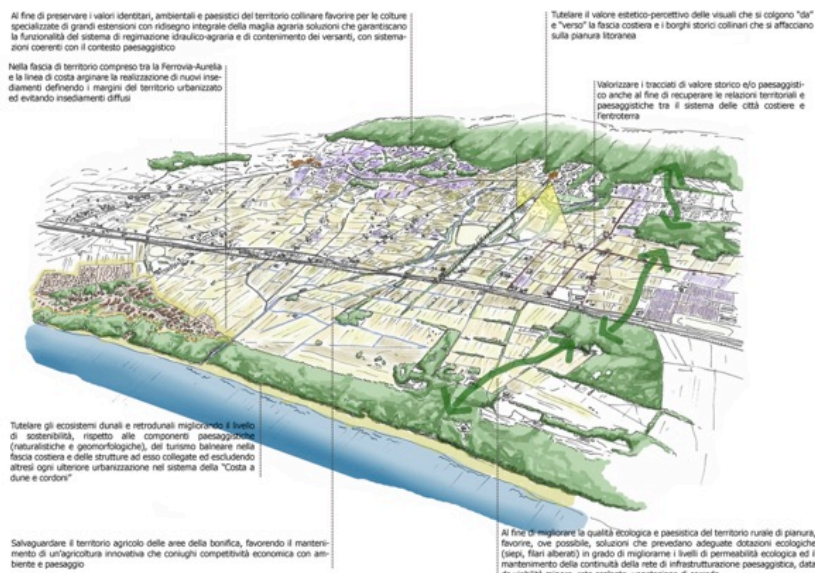 Al fine di preservare i valori identitari, ambientali e paesistici del territorio collinare favorire per le colture
specializzate di grandi estensioni con ridisegno integrale della maglia agraria soluzioni che garantiscano
la funzionalità del sistema di regimazione idraulico-agraria e di contenimento dei versanti, con sistema-
zioni coerenti con il contesto paesaggistico
Tutelare il valore estetico-percettivo delle visuali che si colgono "da"
e "verso" la fascia costiera e i borghi storici collinari che si affacciano
sulla pianura litoranea
Nella fascia di territorio compreso tra la Ferrovia-Aurelia
e la linea di costa arginare la realizzazione di nuovi inse-
diamenti definendo i margini del territorio urbanizzato
ed evitando insediamenti diffusi
Valorizzare i tracciati di valore storico e/o paesaggisti-
co anche al fine di recuperare le relazioni territoriali e
paesaggistiche tra il sistema delle città costiere e
l'entroterra
Tutelare gli ecosistemi dunali e retrodunali migliorando il livello
di sostenibilità, rispetto alle componenti paesaggistiche
(naturalistiche e geomorfologiche), del turismo balneare nella
fascia costiera e delle strutture ad esso collegate ed escludendo
altresì ogni ulteriore urbanizzazione nel sistema della "Costa a
dune e cordoni"
Salvaguardare il territorio agricolo delle aree della bonifica, favorendo il manteni-
mento di un'agricoltura innovativa che coniughi competitività economica con am-
biente e paesaggio
Al fine di migliorare la qualità ecologica e paesistica del territorio rurale di pianura,
favorire, ove possibile, soluzioni che prevedano adeguate dotazioni ecologiche
(siepi, filari alberati) in grado di migliorarne i livelli di permeabilità ecologica ed il
mantenimento della continuità della rete di infrastrutturazione paesaggistica, data